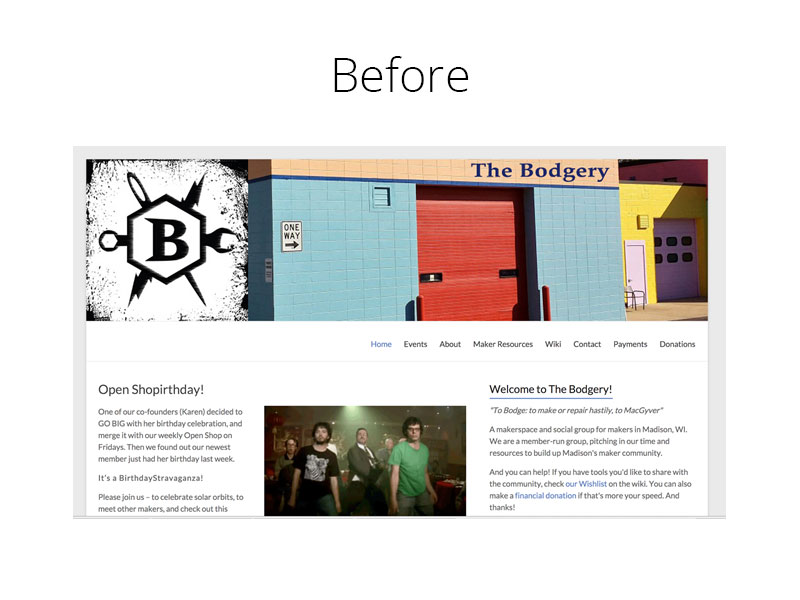 Before
The Bodgery
B
ONE
WAY
Home Events About Maker Resources Wiki Contact Payments Donations
Open Shopirthday!
One of our co-founders (Karen) decided to
GO BIG with her birthday celebration, and
merge it with our weekly Open Shop on
Fridays. Then we found out our newest
member just had her birthday last week.
It's a BirthdayStravaganza!
Please join us – to celebrate solar orbits, to
meet other makers, and check out this
Welcome to The Bodgery!
"To Bodge: to make or repair hastily, to MacGyver"
A makerspace and social group for makers in Madison, WI.
We are a member-run group, pitching in our time and
resources to build up Madison's maker community.
And you can help! If you have tools you'd like to share with
the community, check our Wishlist on the wiki. You can also
make a financial donation if that's more your speed. And
thanks!